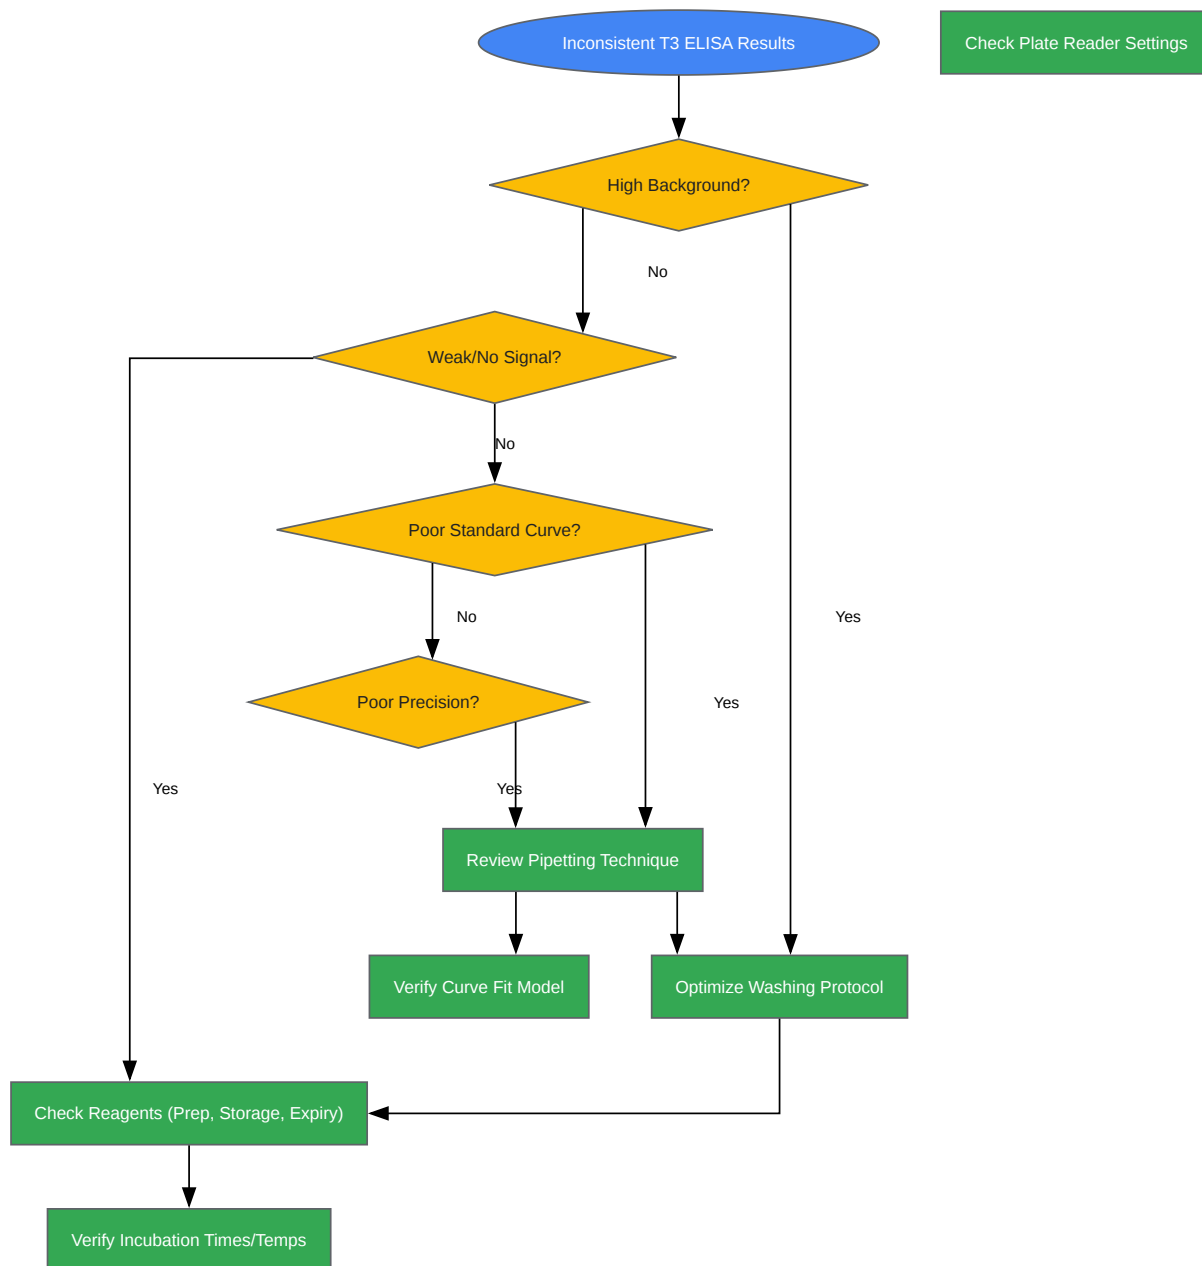 Inconsistent T3 ELISA Results
Check Plate Reader Settings
High Background?
No
Weak/No Signal?
No
Poor Standard Curve?
No
Yes
Poor Precision?
Yes
Yes
Yes
Review Pipetting Technique
Verify Curve Fit Model
Optimize Washing Protocol
Check Reagents (Prep, Storage, Expiry)
Verify Incubation Times/Temps